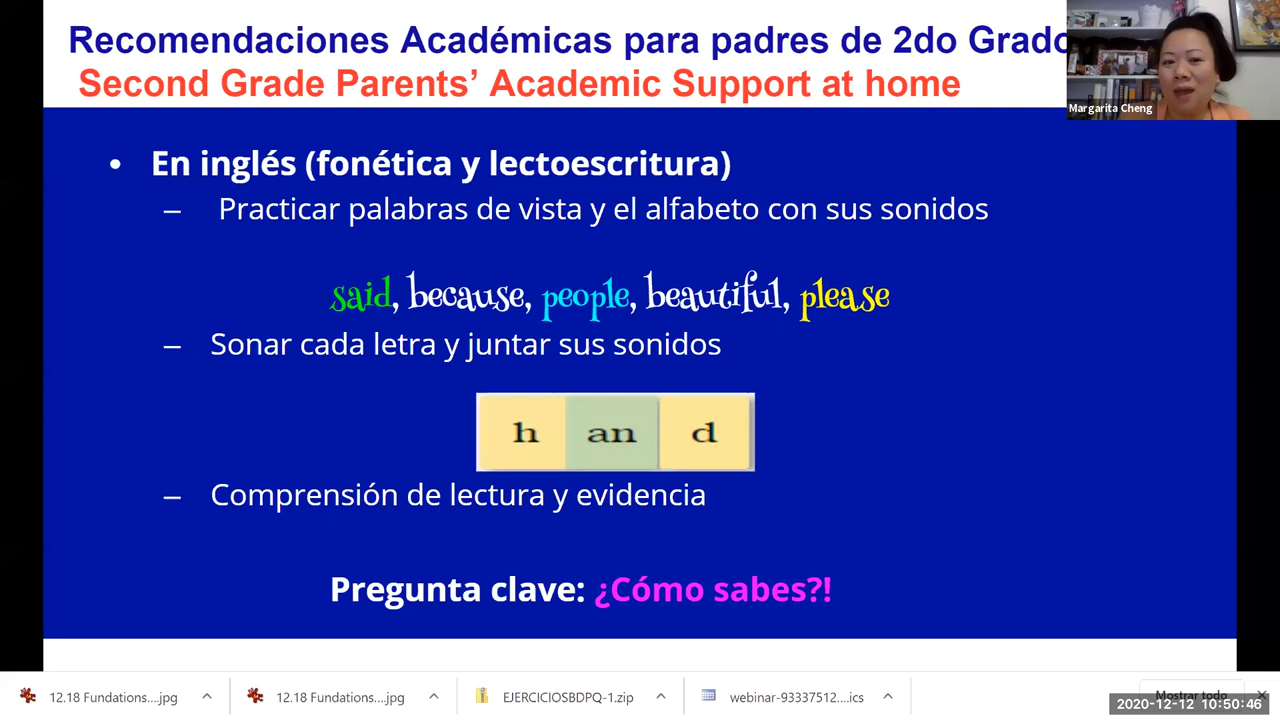 Recomendaciones Académicas para padres de 2do Grado
Second Grade Parents’ Academic Support at home
Margarita Cheng
• En inglés (fonética y lectoescritura)
– Practicar palabras de vista y el alfabeto con sus sonidos
said, because, people, beautiful, please
– Sonar cada letra y juntar sus sonidos
h an d
– Comprensión de lectura y evidencia
Pregunta clave: ¿Cómo sabes?!
12.18 Fundations....jpg
12.18 Fundations....jpg
EJERCICIOSBDPQ-1.zip
webinar-93337512....ics
Mostrar todo
2020-12-12 10:50:46